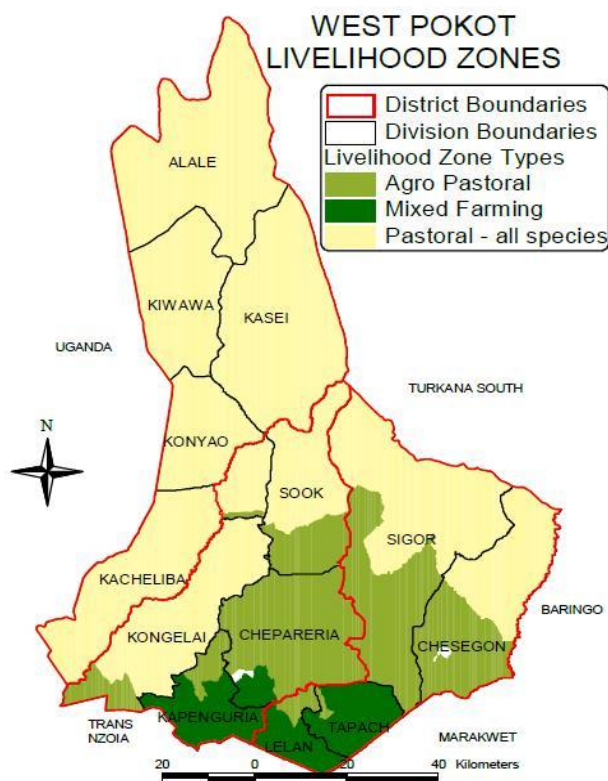 WEST POKOT
LIVELIHOOD ZONES
District Boundaries
Division Boundaries
Livelihood Zone Types
Agro Pastoral
Mixed Farming
Pastoral - all species
ALALE
KIWAWA
KASEI
UGANDA
TURKANA SOUTH
N
KONYAO
SOOK
SIGOR
KACHELIBA
BARINGO
KONGELAI
CHEPARERIA
CHESEGON
TRANS
NZOIA
KAPENGURIA
TAPACH
MARAKWET
LELAN
20 0 20 40 Kilometers